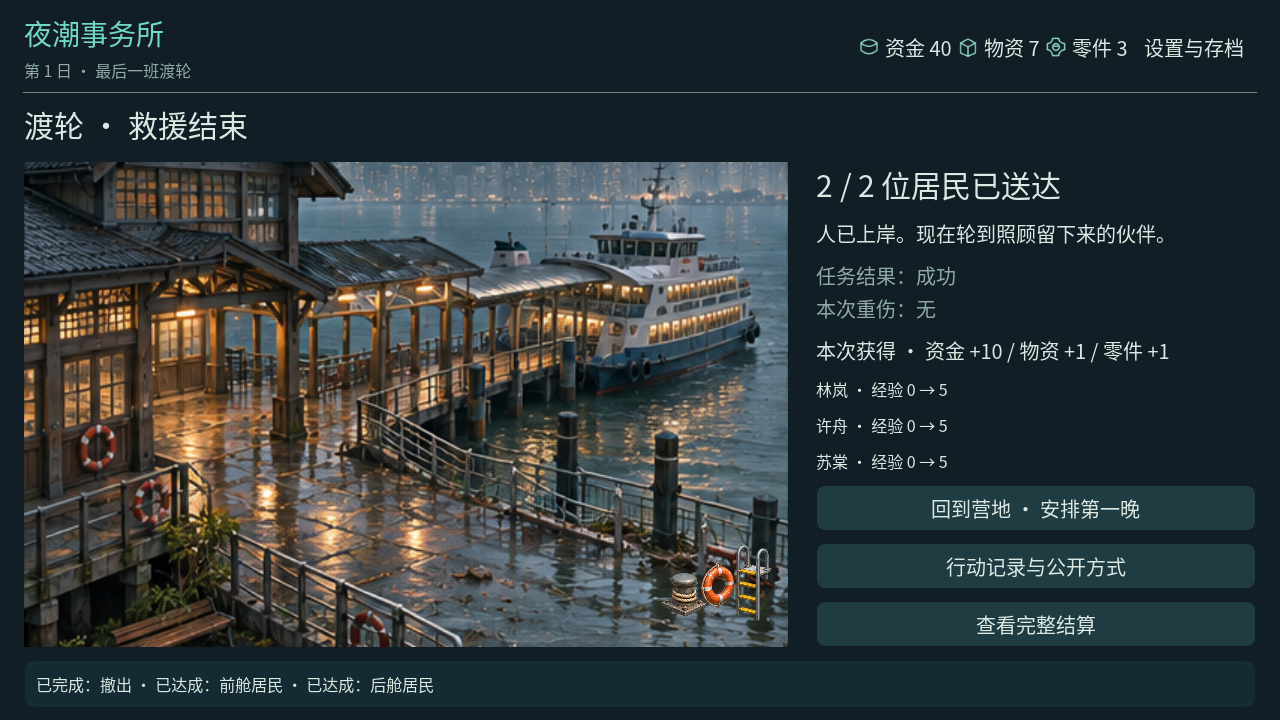 夜潮事务所
第 1 日 · 最后一班渡轮
资金 40 物资 7 零件 3 设置与存档
渡轮 · 救援结束
2 / 2 位居民已送达
人已上岸。现在轮到照顾留下来的伙伴。
任务结果：成功
本次重伤：无
本次获得 · 资金 +10 / 物资 +1 / 零件 +1
林岚 · 经验 0 → 5
许舟 · 经验 0 → 5
苏棠 · 经验 0 → 5
回到营地 · 安排第一晚
行动记录与公开方式
查看完整结算
已完成：撤出 · 已达成：前舱居民 · 已达成：后舱居民